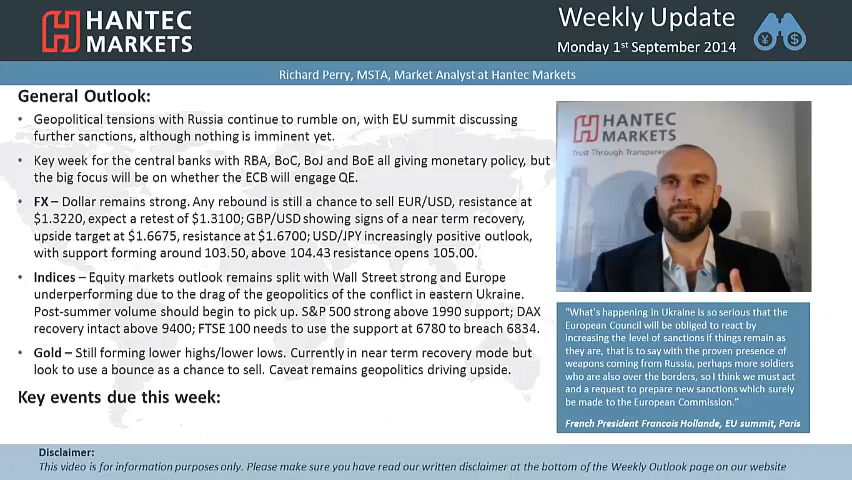 HANTEC
MARKETS
Weekly Update
Monday 1st September 2014
¥ $
Richard Perry, MSTA, Market Analyst at Hantec Markets
General Outlook:
• Geopolitical tensions with Russia continue to rumble on, with EU summit discussing
further sanctions, although nothing is imminent yet.
• Key week for the central banks with RBA, BoC, BoJ and BoE all giving monetary policy, but
the big focus will be on whether the ECB will engage QE.
• FX – Dollar remains strong. Any rebound is still a chance to sell EUR/USD, resistance at
$1.3220, expect a retest of $1.3100; GBP/USD showing signs of a near term recovery,
upside target at $1.6675, resistance at $1.6700; USD/JPY increasingly positive outlook,
with support forming around 103.50, above 104.43 resistance opens 105.00.
• Indices – Equity markets outlook remains split with Wall Street strong and Europe
underperforming due to the drag of the geopolitics of the conflict in eastern Ukraine.
Post-summer volume should begin to pick up. S&P 500 strong above 1990 support; DAX
recovery intact above 9400; FTSE 100 needs to use the support at 6780 to breach 6834.
• Gold – Still forming lower highs/lower lows. Currently in near term recovery mode but
look to use a bounce as a chance to sell. Caveat remains geopolitics driving upside.
Key events due this week:
HANTEC
MARKETS
Trust Through Transparency
"What's happening in Ukraine is so serious that the
European Council will be obliged to react by
increasing the level of sanctions if things remain as
they are, that is to say with the proven presence of
weapons coming from Russia, perhaps more soldiers
who are also over the borders, so I think we must act
and a request to prepare new sanctions which surely
be made to the European Commission."
French President Francois Hollande, EU summit, Paris
Disclaimer:
This video is for information purposes only. Please make sure you have read our written disclaimer at the bottom of the Weekly Outlook page on our website